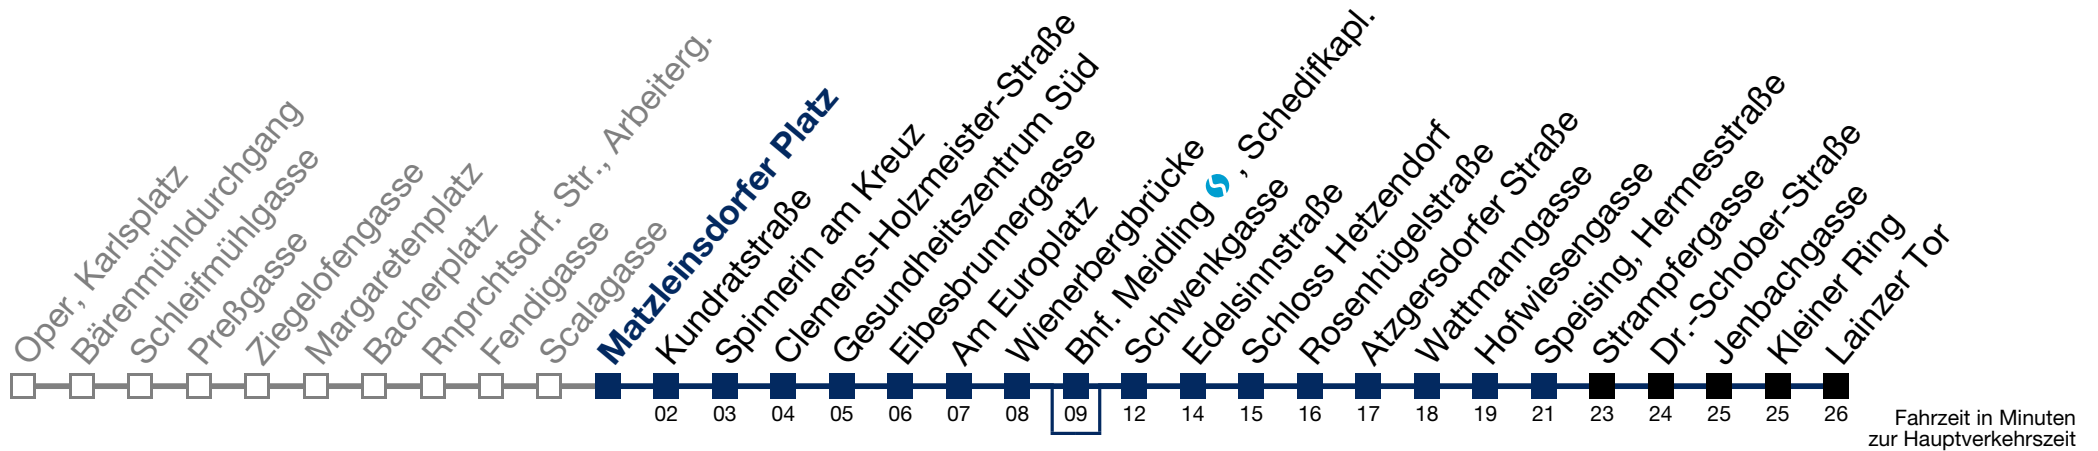 Oper, Karlsplatz
Bärenmühldurchgang
Schleifmühlgasse
Preßgasse
Ziegelofengasse
Margaretenplatz
Bacherplatz
Rnprchtsdrf. Str., Arbeiterg.
Fendigasse
Scalagasse
Matzleinsdorfer Platz
Kundratstraße
Spinnerin am Kreuz
Clemens-Holzmeister-Straße
Gesundheitszentrum Süd
Eibesbrunnergasse
Am Europlatz
Wienerbergbrücke
Bhf. Meidling , Schedifkapl.
Schwenkgasse
Edelsinnstraße
Schloss Hetzendorf
Rosenhügelstraße
Atzgersdorfer Straße
Wattmanngasse
Hofwiesengasse
Speising, Hermesstraße
Strampfergasse
Dr.-Schober-Straße
Jenbachgasse
Kleiner Ring
Lainzer Tor
02 03 04 05 06 07 08 09 12 14 15 16 17 18 19 21 23 24 25 25 26
Fahrzeit in Minuten
zur Hauptverkehrszeit